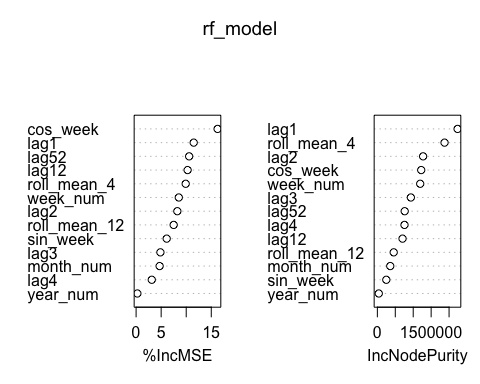 rf_model
cos_week
lag1
lag52
lag12
roll_mean_4
week_num
lag2
roll_mean_12
sin_week
lag3
month_num
lag4
year_num
0 5 15
%IncMSE
lag1
roll_mean_4
lag2
cos_week
week_num
lag3
lag52
lag4
lag12
roll_mean_12
month_num
sin_week
year_num
0 1500000
IncNodePurity